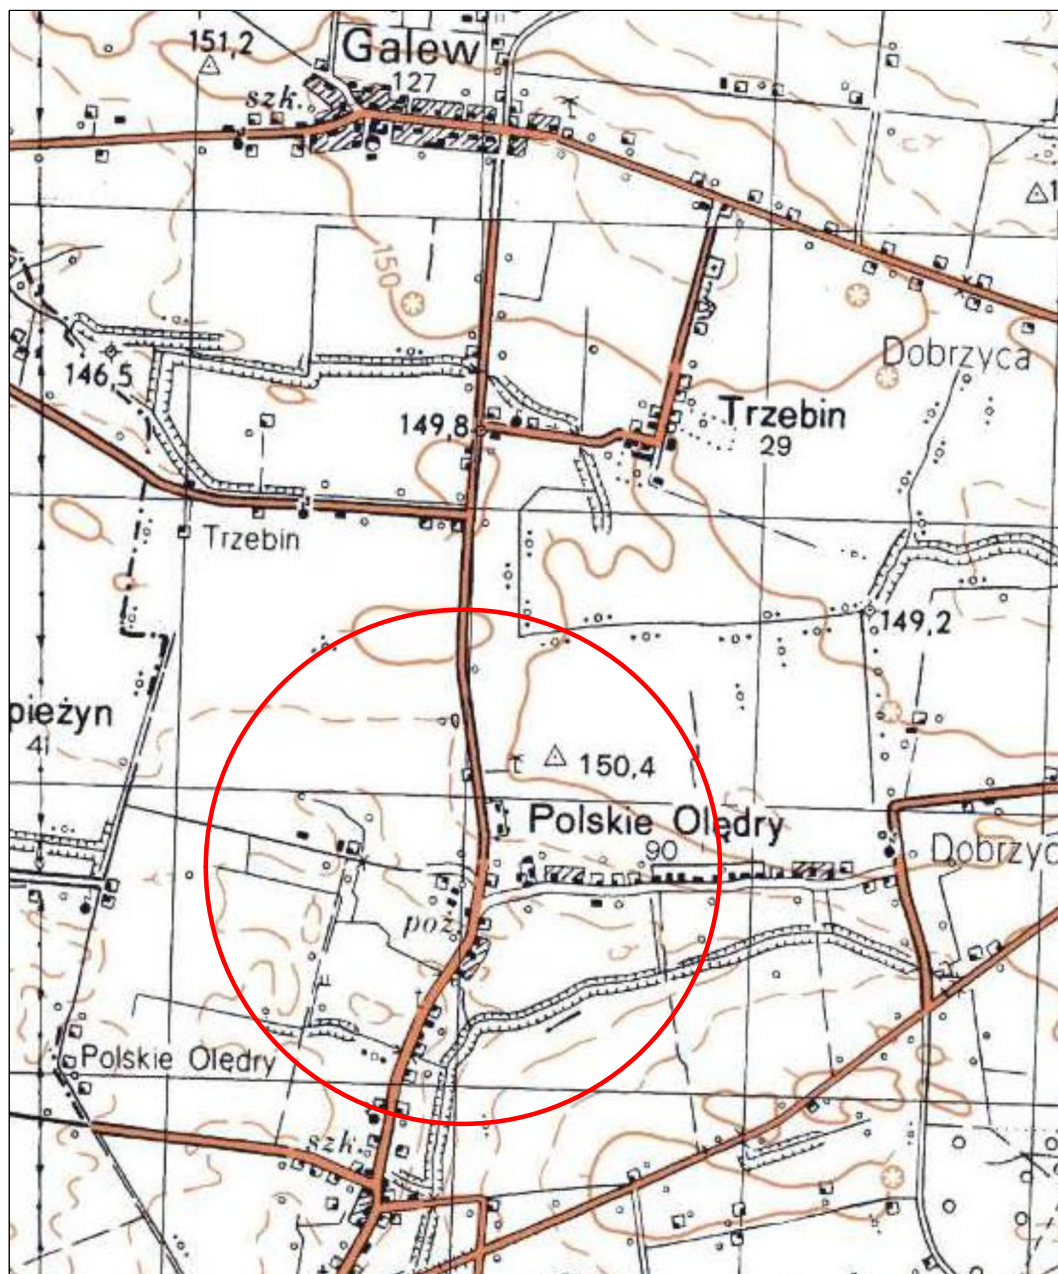 151,2
Galew
127
szk.
150
Dobrzyca
146,5
149,8
Trzebin
29
Trzebin
149,2
pieżyn
41
150,4
Polskie Olędry
90
Dobrzyc
poż.
Polskie Olędry
szk.